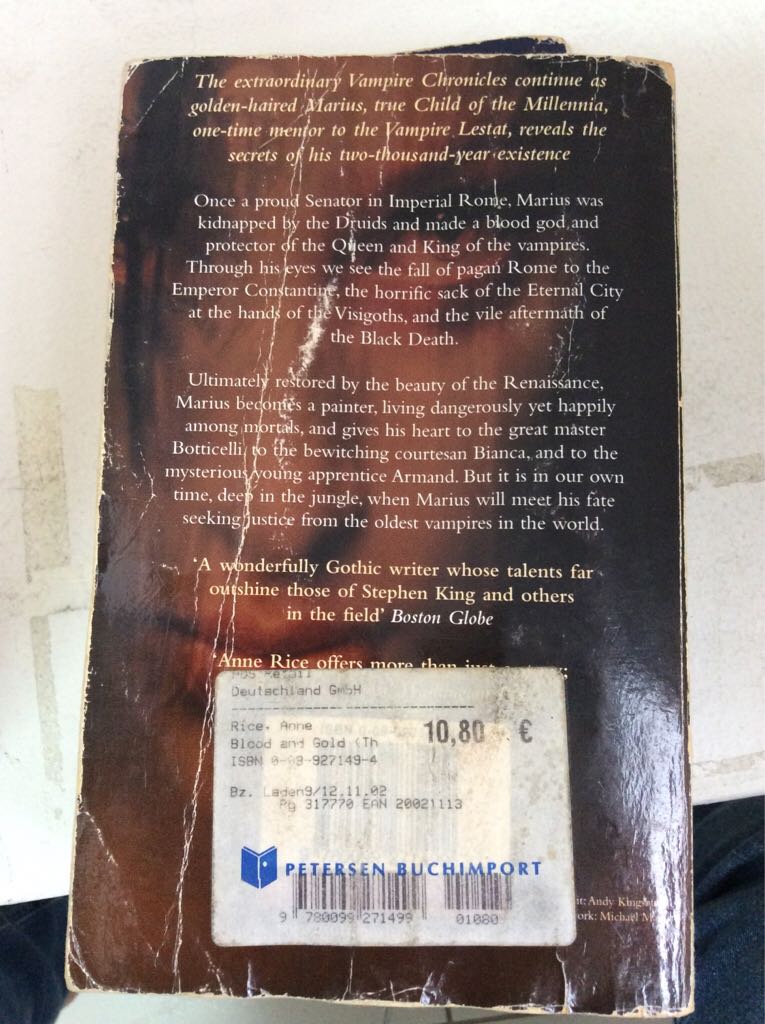 The extraordinary Vampire Chronicles continue as
golden-haired Marius, true Child of the Millennia,
one-time mentor to the Vampire Lestat, reveals the
secrets of his two-thousand-year existence
Once a proud Senator in Imperial Rome, Marius was
kidnapped by the Druids and made a blood god and
protector of the Queen and King of the vampires.
Through his eyes we see the fall of pagan Rome to the
Emperor Constantine, the horrific sack of the Eternal City
at the hands of the Visigoths, and the vile aftermath of
the Black Death.
Ultimately restored by the beauty of the Renaissance,
Marius becomes a painter, living dangerously yet happily
among mortals, and gives his heart to the great master
Botticelli, to the bewitching courtesan Bianca, and to the
mysterious young apprentice Armand. But it is in our own
time, deep in the jungle, when Marius will meet his fate
seeking justice from the oldest vampires in the world.
'A wonderfully Gothic writer whose talents far
outshine those of Stephen King and others
in the field' Boston Globe
'Anne Rice offers more than just
Deutschland GmbH
Rice, Anne
10,80 €
Blood and Gold (Th
ISBN 0-09-927149-4
Bz. Laden9/12.11.02
Pg 317770 EAN 20021113
PETERSEN BUCHIMPORT
9 780099 271499 01080
Andy
Michael